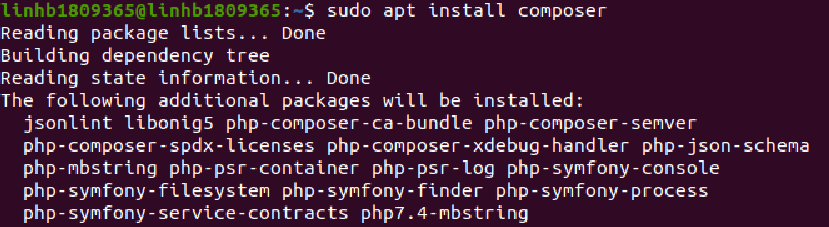 linhb1809365@linhb1809365:~$ sudo apt install composer
Reading package lists... Done
Building dependency tree
Reading state information... Done
The following additional packages will be installed:
  jsonlint libonig5 php-composer-ca-bundle php-composer-semver
  php-composer-spdx-licenses php-composer-xdebug-handler php-json-schema
  php-mbstring php-psr-container php-psr-log php-symfony-console
  php-symfony-filesystem php-symfony-finder php-symfony-process
  php-symfony-service-contracts php7.4-mbstring